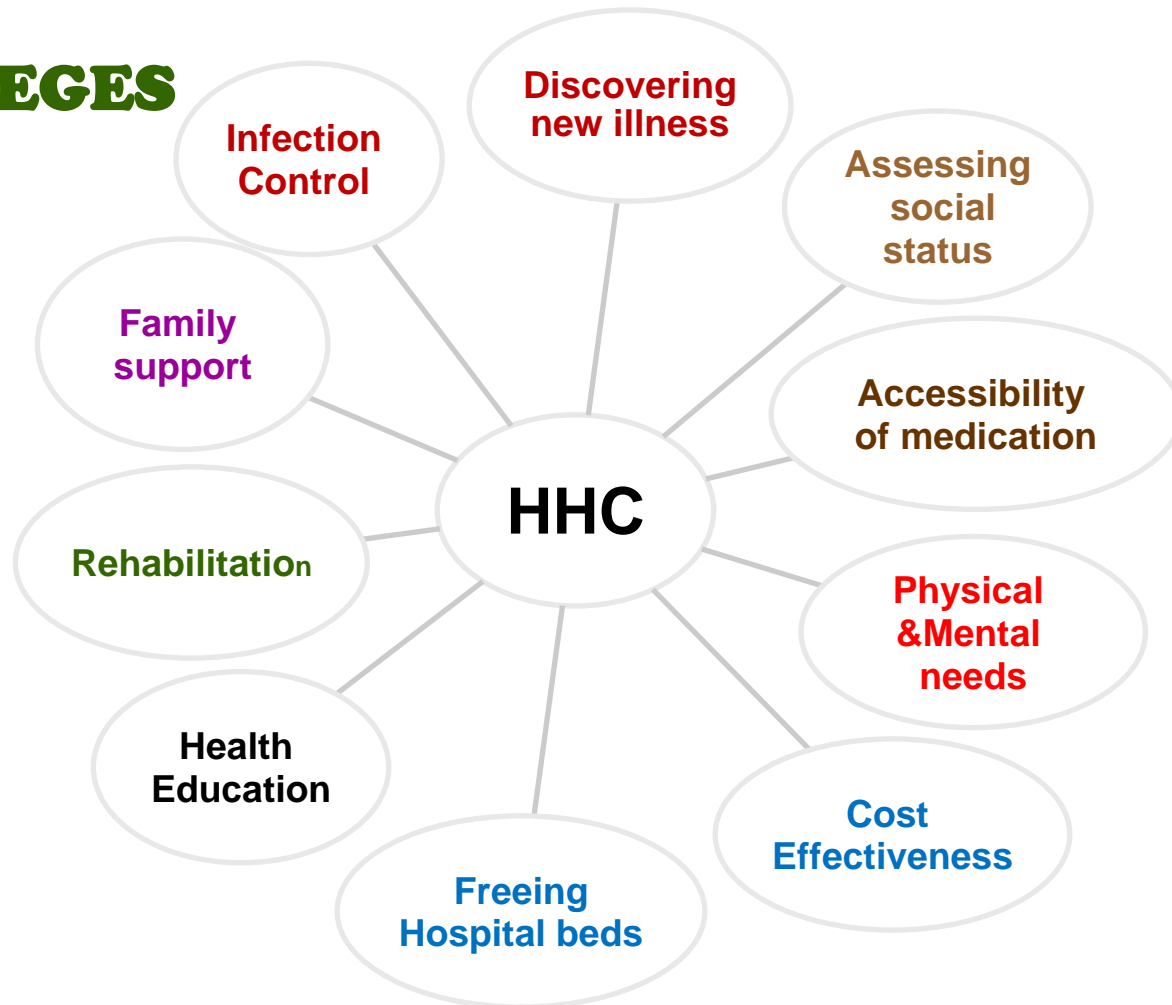 EGES
Discovering
new illness
Infection
Control
Assessing
social
status
Family
support
Accessibility
of medication
HHC
Rehabilitation
Physical
&Mental
needs
Health
Education
Cost
Effectiveness
Freeing
Hospital beds